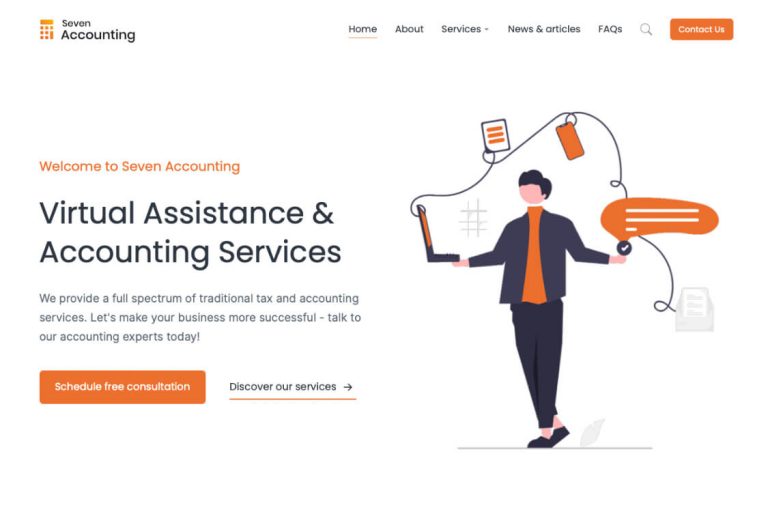 Seven
Accounting
Home About Services News & articles FAQs Contact Us
Welcome to Seven Accounting
Virtual Assistance &
Accounting Services
We provide a full spectrum of traditional tax and accounting
services. Let's make your business more successful - talk to
our accounting experts today!
Schedule free consultation Discover our services →